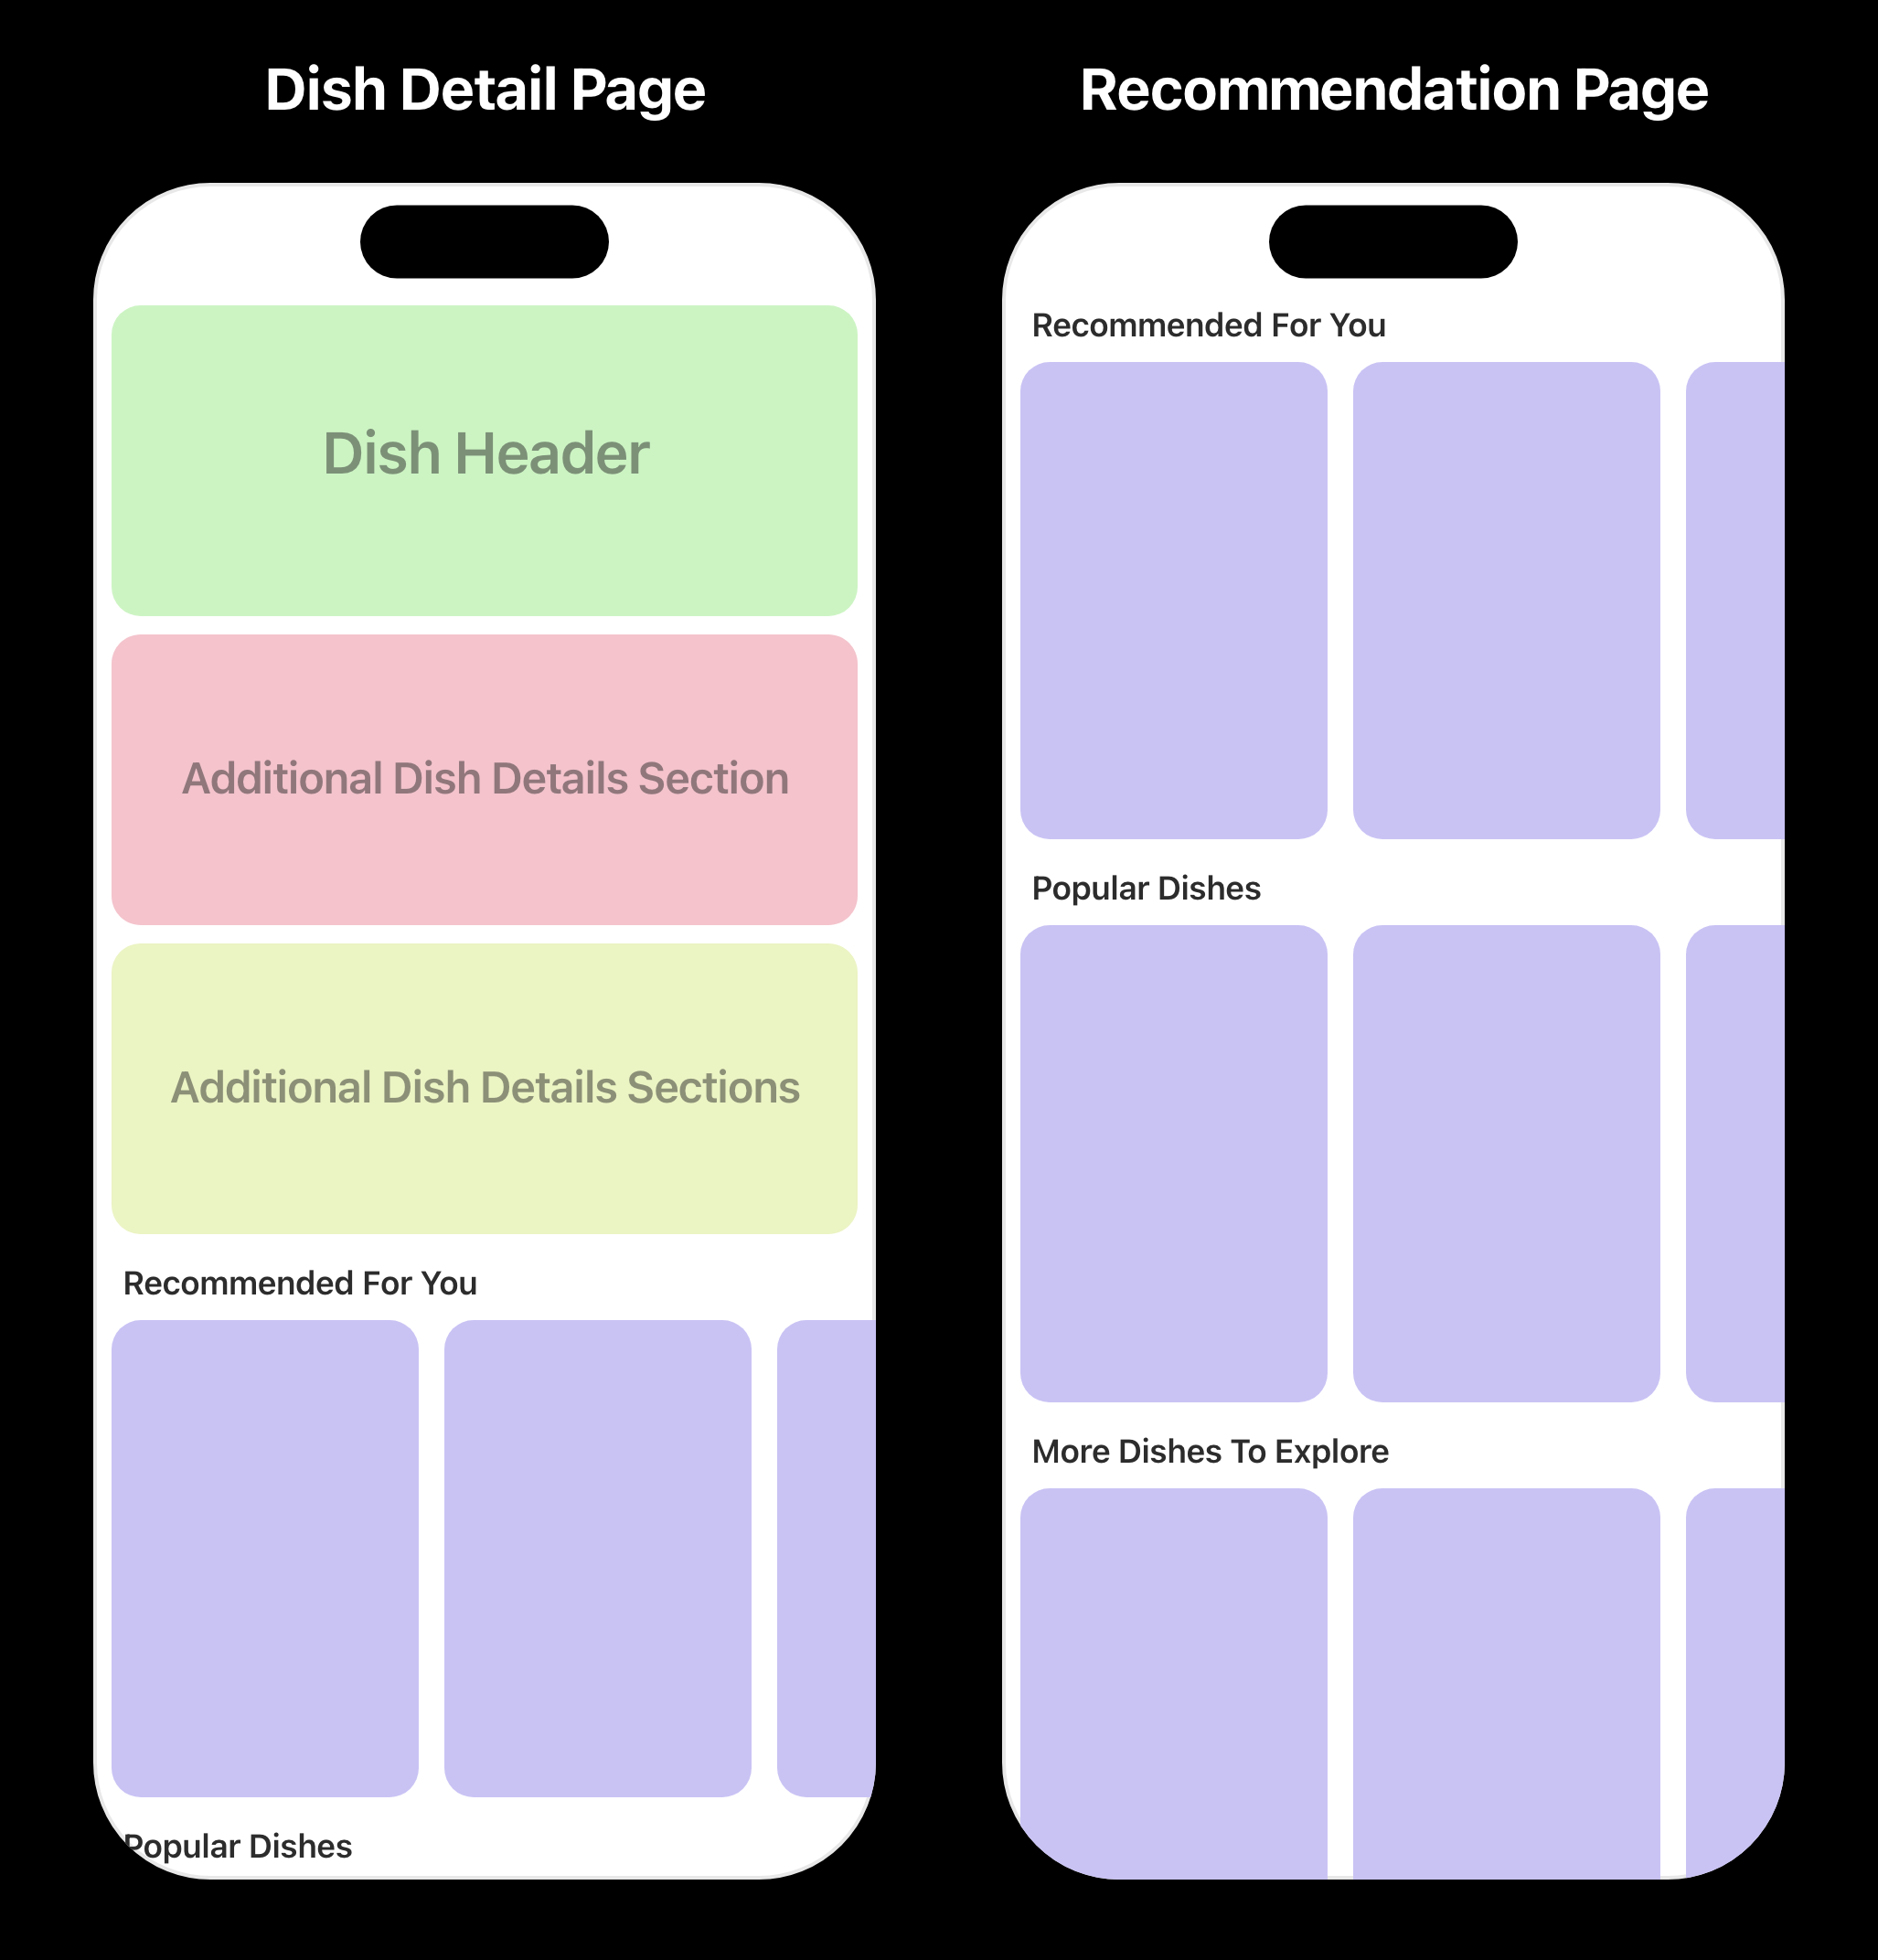 Dish Detail Page
Recommendation Page
Dish Header
Additional Dish Details Section
Additional Dish Details Sections
Recommended For You
Popular Dishes
Recommended For You
Popular Dishes
More Dishes To Explore